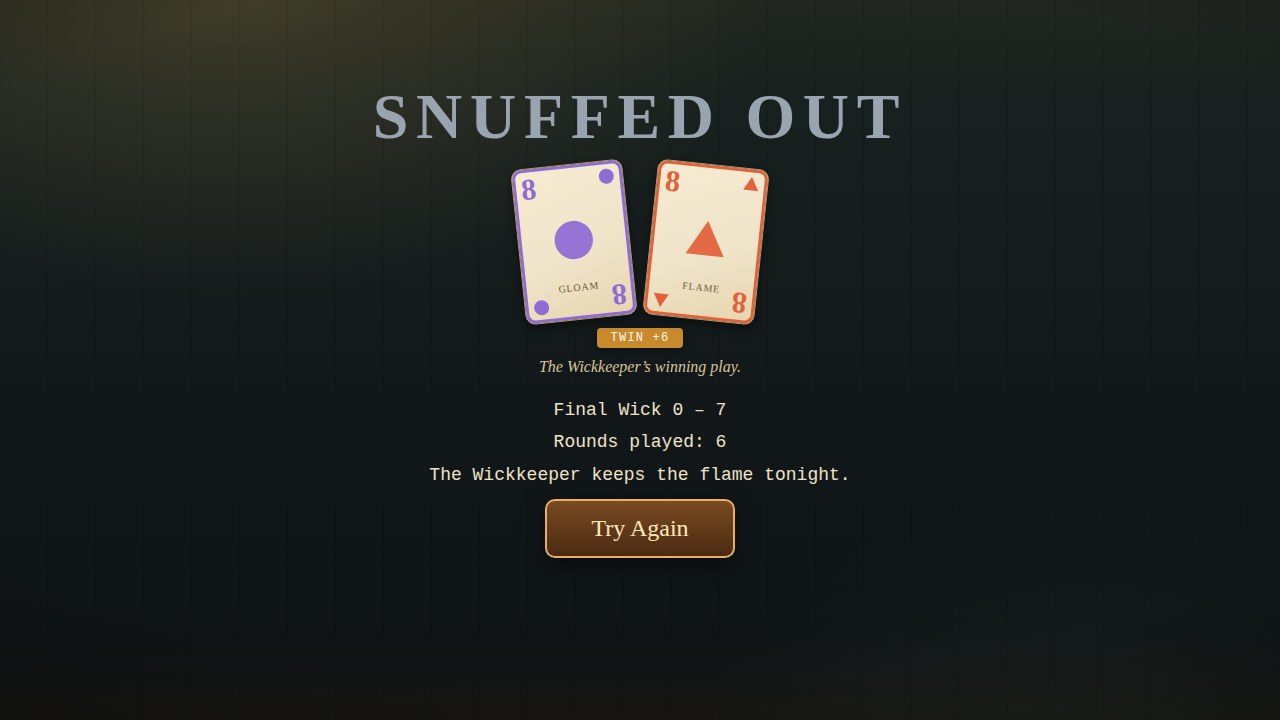 SNUFFED OUT
8
GLOAM
8
8
FLAME
8
TWIN +6
The Wickkeeper’s winning play.
Final Wick 0 – 7
Rounds played: 6
The Wickkeeper keeps the flame tonight.
Try Again